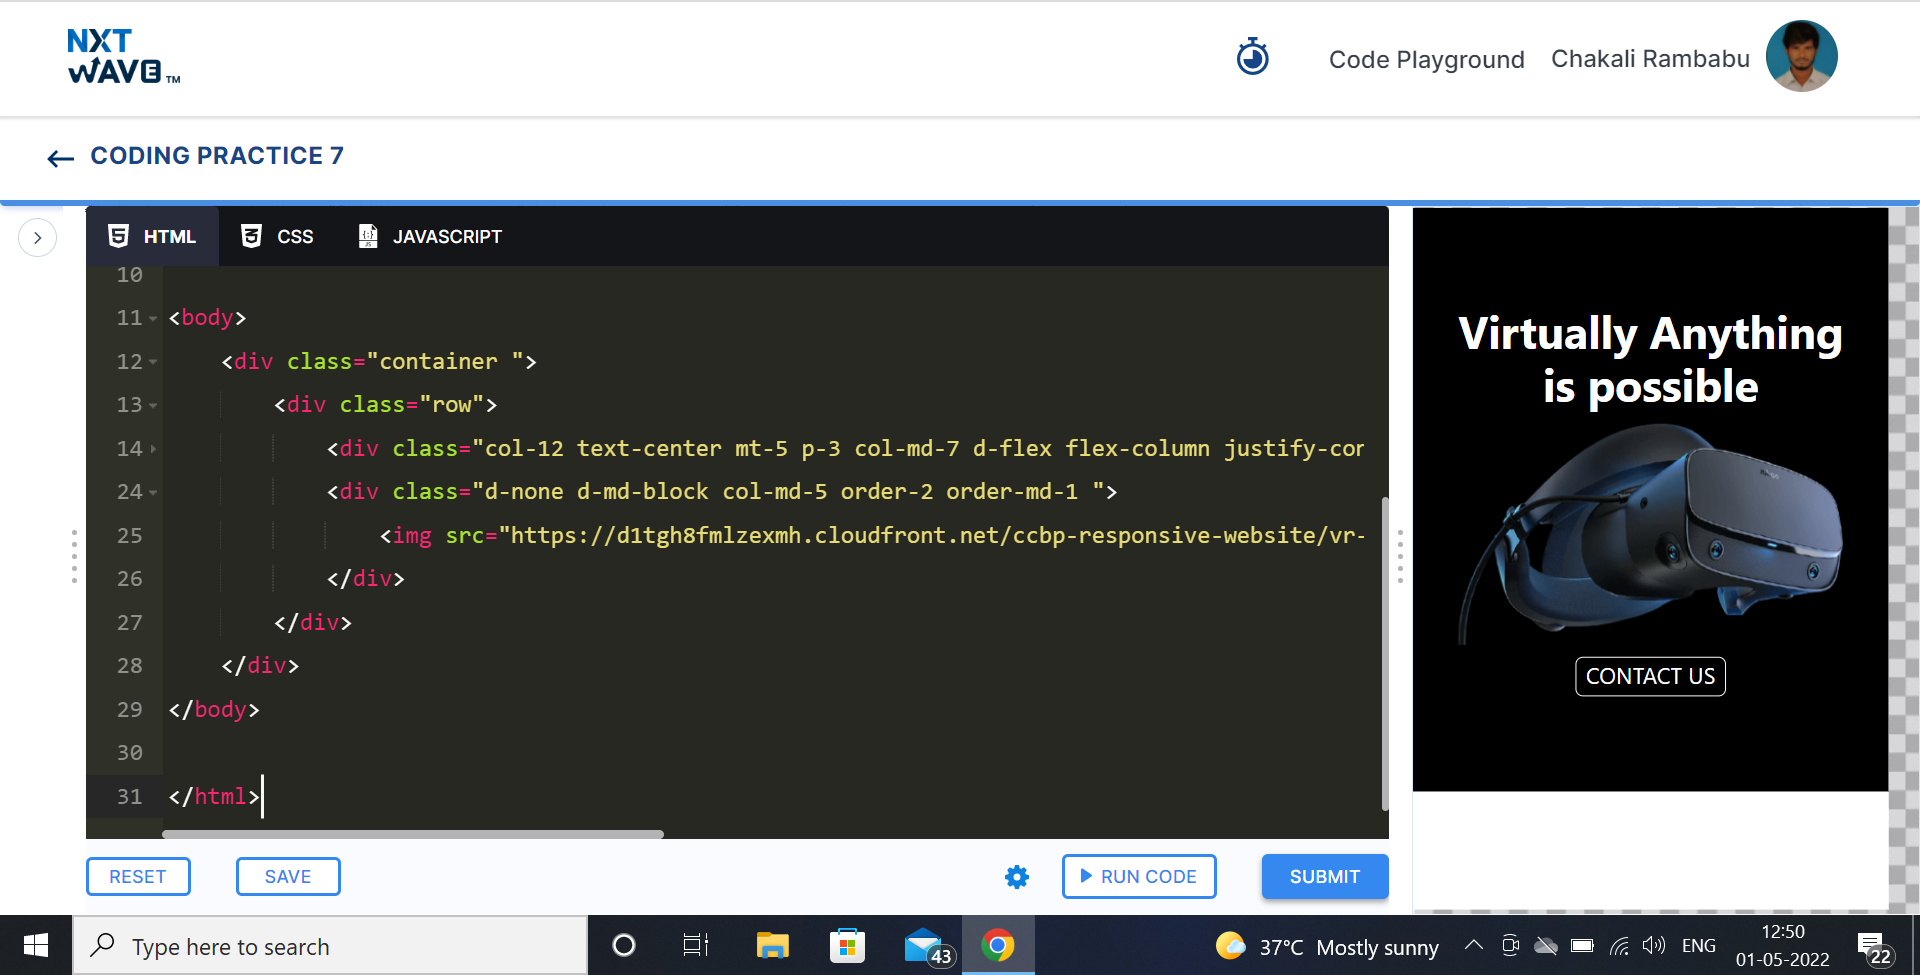 NXT
WAVE TM
Code Playground
Chakali Rambabu
CODING PRACTICE 7
HTML
CSS
JAVASCRIPT
10
11 <body>
12 <div class="container ">
13 <div class="row">
14 <div class="col-12 text-center mt-5 p-3 col-md-7 d-flex flex-column justify-con
24 <div class="d-none d-md-block col-md-5 order-2 order-md-1 ">
25 <img src="https://d1tgh8fmlzexmh.cloudfront.net/ccbp-responsive-website/vr-
26 </div>
27 </div>
28 </div>
29 </body>
30
31 </html>
RESET
SAVE
RUN CODE
SUBMIT
Virtually Anything
is possible
CONTACT US
Type here to search
43
37°C Mostly sunny
ENG
12:50
01-05-2022
22